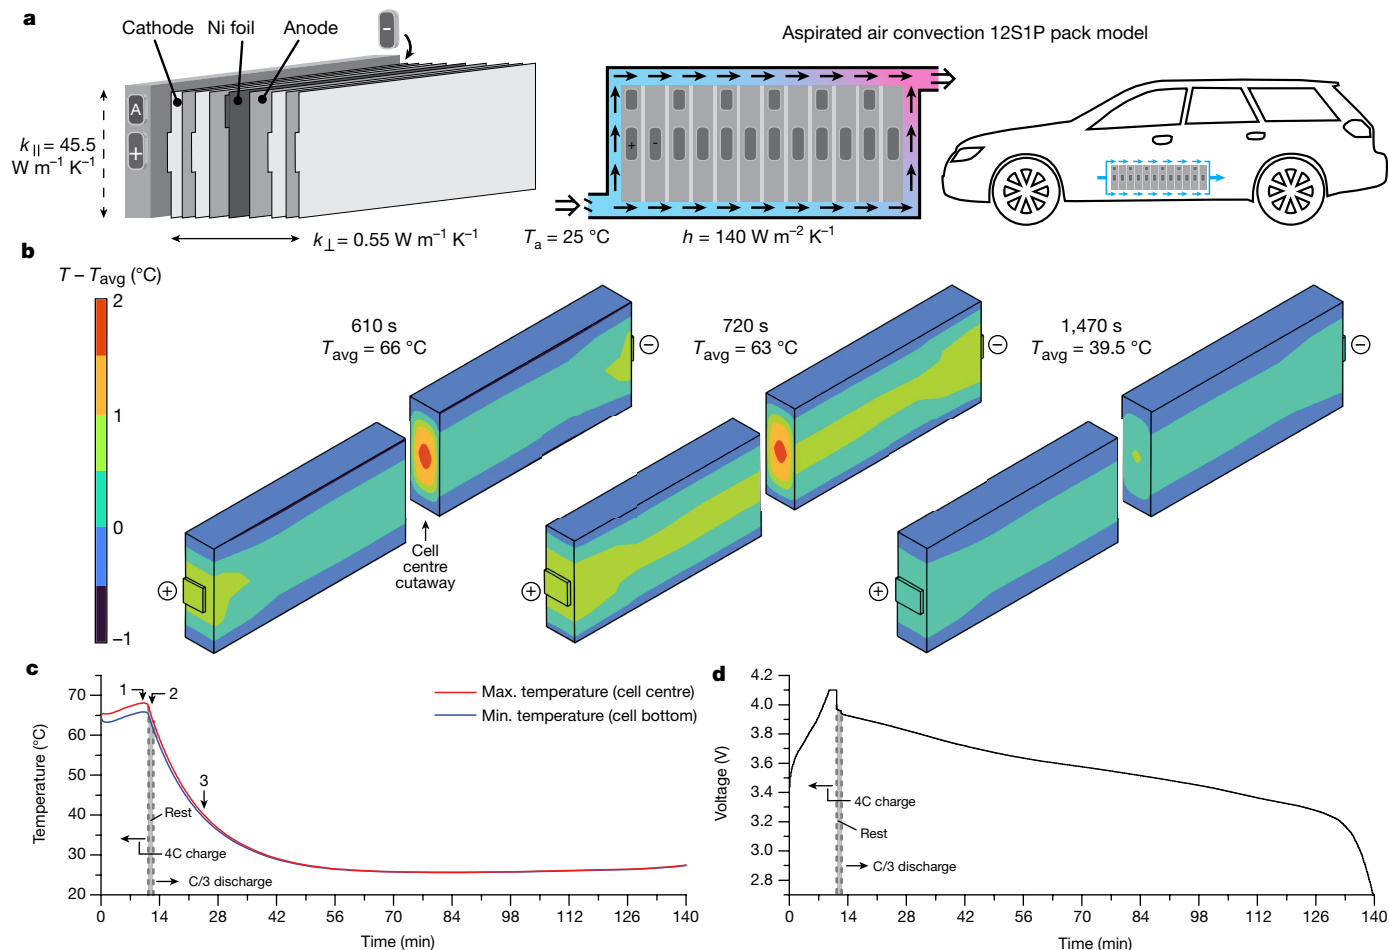 a
Cathode
Ni foil
Anode
-
A
+
k∥ = 45.5
W m⁻¹ K⁻¹
k⊥ = 0.55 W m⁻¹ K⁻¹
Aspirated air convection 12S1P pack model
+ -
Ta = 25 °C
h = 140 W m⁻² K⁻¹
b
T – Tavg (°C)
2
1
0
–1
610 s
Tavg = 66 °C
720 s
Tavg = 63 °C
1,470 s
Tavg = 39.5 °C
−
−
−
+
+
+
Cell
centre
cutaway
c
Temperature (°C)
70
60
50
40
30
20
1
2
3
Max. temperature (cell centre)
Min. temperature (cell bottom)
Rest
4C charge
C/3 discharge
0 14 28 42 56 70 84 98 112 126 140
Time (min)
d
Voltage (V)
4.2
4.0
3.8
3.6
3.4
3.2
3.0
2.8
4C charge
Rest
C/3 discharge
0 14 28 42 56 70 84 98 112 126 140
Time (min)